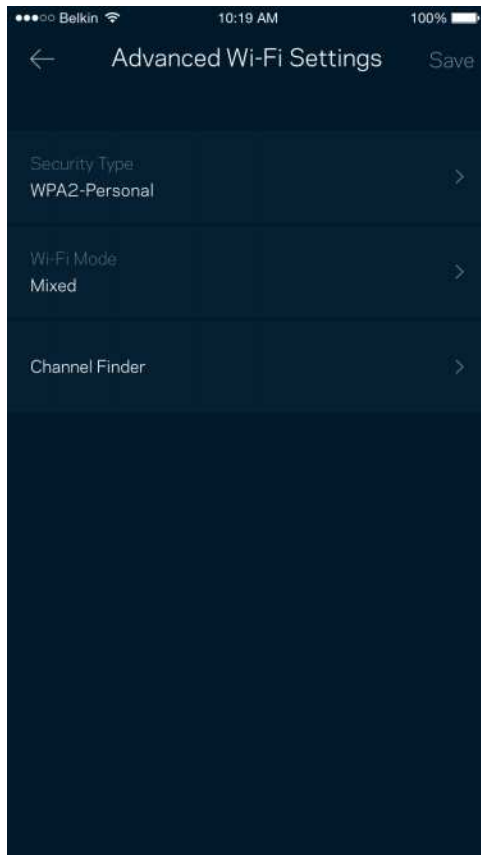 Belkin 10:19 AM 100%
Advanced Wi-Fi Settings Save
Security Type
WPA2-Personal
Wi-Fi Mode
Mixed
Channel Finder